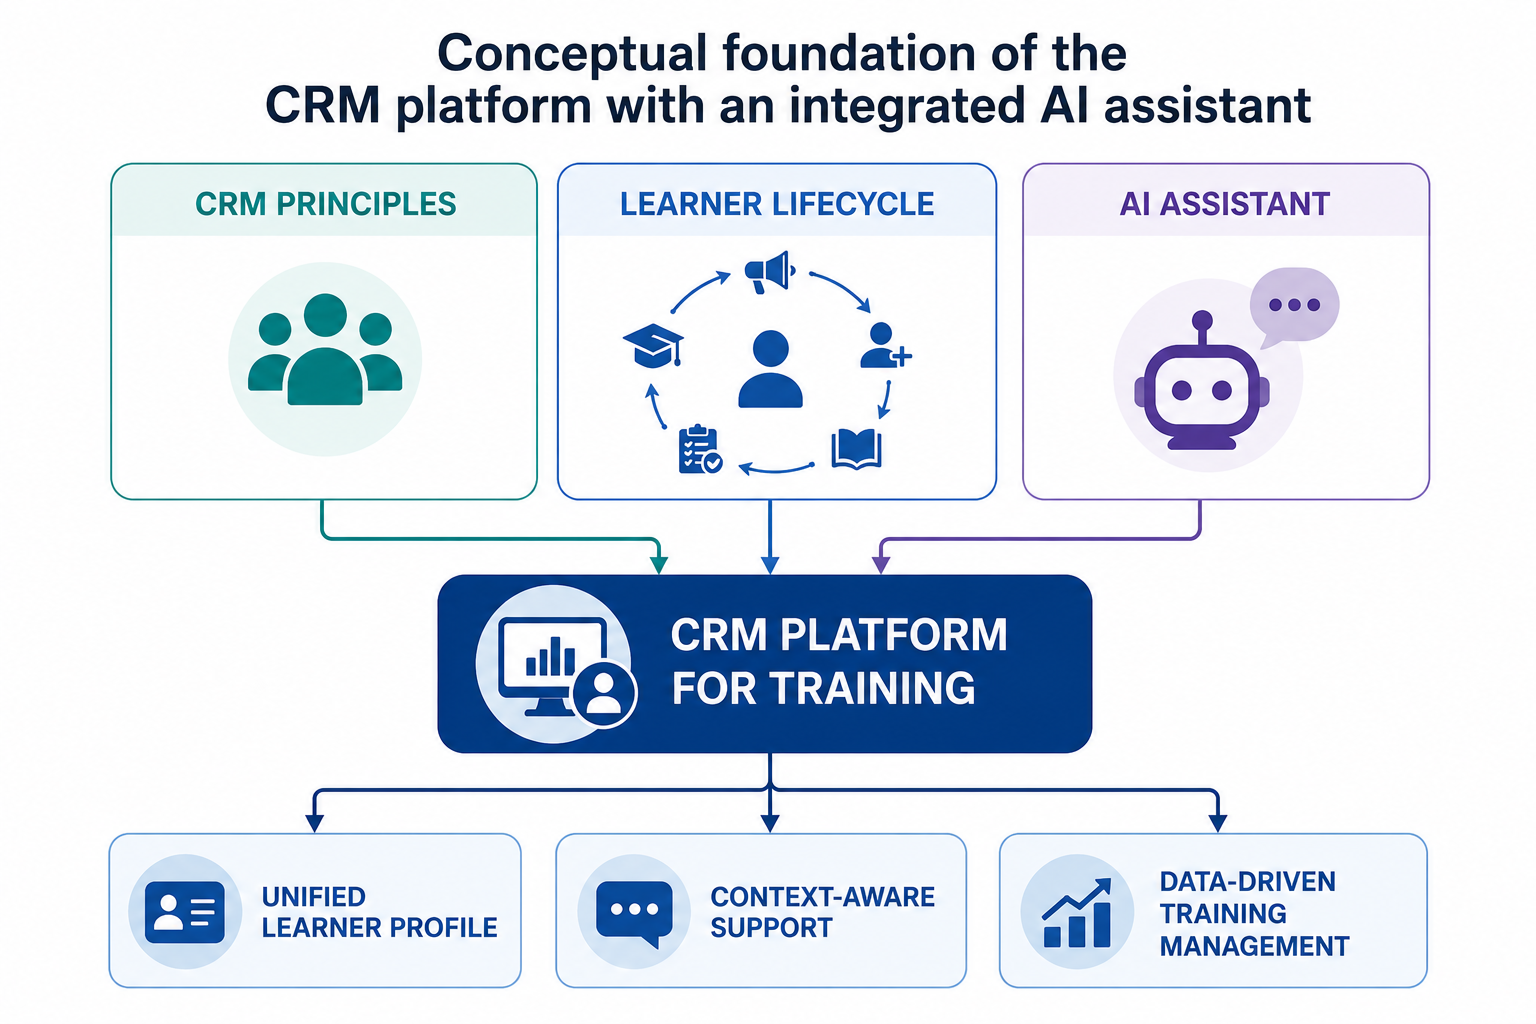 Conceptual foundation of the
CRM platform with an integrated AI assistant
CRM PRINCIPLES
LEARNER LIFECYCLE
AI ASSISTANT
CRM PLATFORM
FOR TRAINING
UNIFIED
LEARNER PROFILE
CONTEXT-AWARE
SUPPORT
DATA-DRIVEN
TRAINING
MANAGEMENT